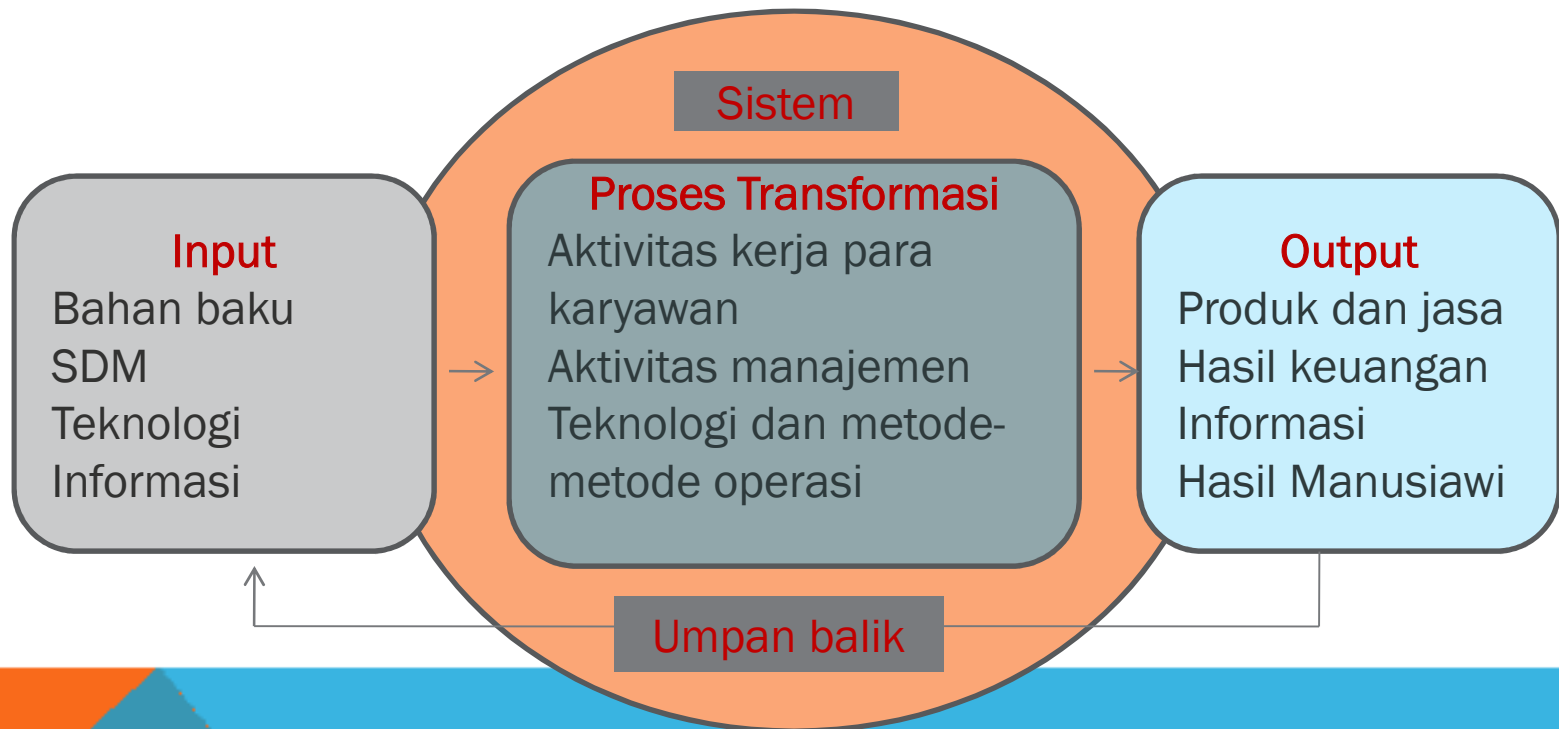 Sistem
Input
Bahan baku
SDM
Teknologi
Informasi
Proses Transformasi
Aktivitas kerja para
karyawan
Aktivitas manajemen
Teknologi dan metode-
metode operasi
Output
Produk dan jasa
Hasil keuangan
Informasi
Hasil Manusiawi
Umpan balik